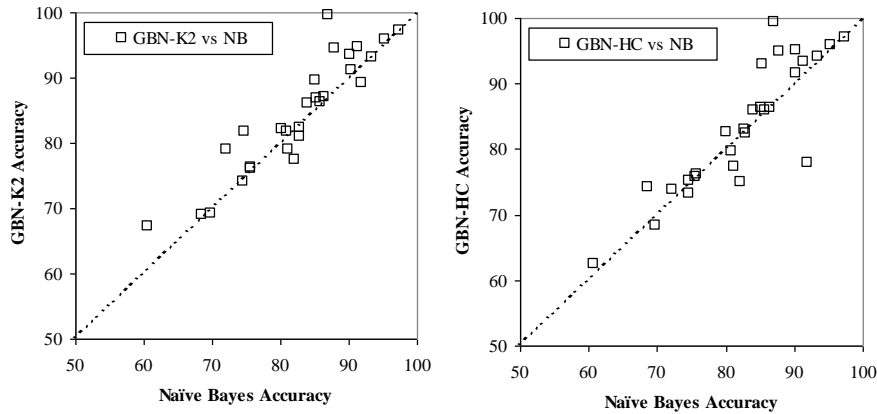 GBN-K2 vs NB
GBN-K2 Accuracy
100
90
80
70
60
50
50 60 70 80 90 100
Naïve Bayes Accuracy
GBN-HC vs NB
GBN-HC Accuracy
100
90
80
70
60
50
50 60 70 80 90 100
Naïve Bayes Accuracy